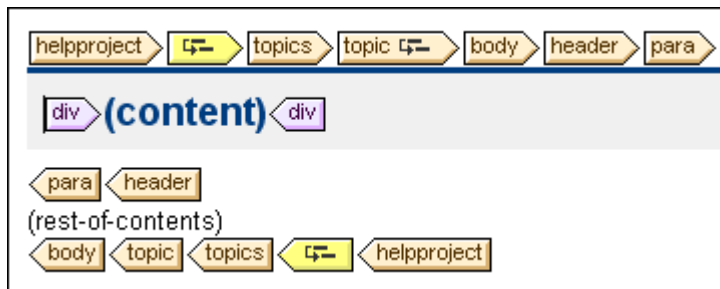 helpproject topics topic body header para
div (content) div
para header
(rest-of-contents)
body topic topics helpproject